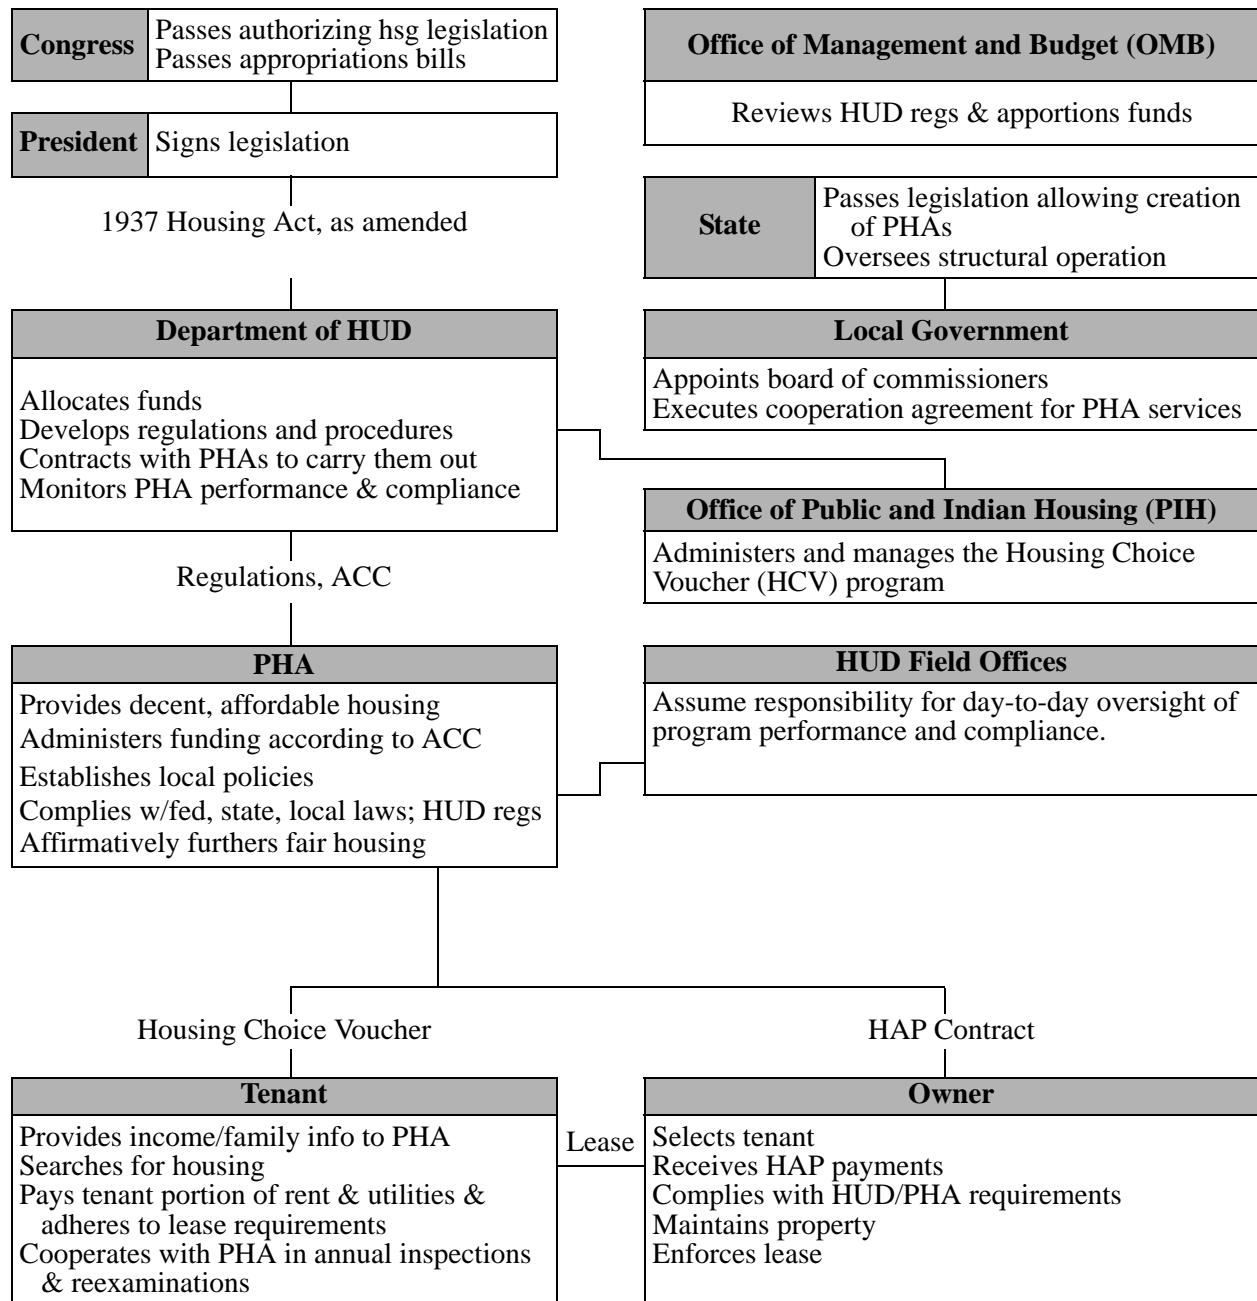 Congress
Passes authorizing hsg legislation
Passes appropriations bills
President
Signs legislation
1937 Housing Act, as amended
Office of Management and Budget (OMB)
Reviews HUD regs & apportions funds
State
Passes legislation allowing creation
of PHAs
Oversees structural operation
Department of HUD
Allocates funds
Develops regulations and procedures
Contracts with PHAs to carry them out
Monitors PHA performance & compliance
Local Government
Appoints board of commissioners
Executes cooperation agreement for PHA services
Office of Public and Indian Housing (PIH)
Administers and manages the Housing Choice
Voucher (HCV) program
Regulations, ACC
PHA
Provides decent, affordable housing
Administers funding according to ACC
Establishes local policies
Complies w/fed, state, local laws; HUD regs
Affirmatively furthers fair housing
HUD Field Offices
Assume responsibility for day-to-day oversight of
program performance and compliance.
Housing Choice Voucher
HAP Contract
Tenant
Provides income/family info to PHA
Searches for housing
Pays tenant portion of rent & utilities &
adheres to lease requirements
Cooperates with PHA in annual inspections
& reexaminations
Lease
Owner
Selects tenant
Receives HAP payments
Complies with HUD/PHA requirements
Maintains property
Enforces lease